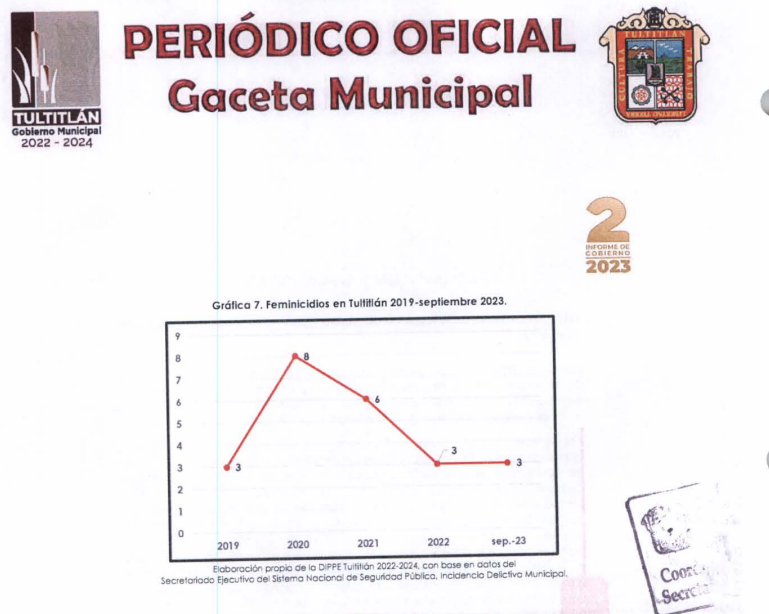 PERIÓDICO OFICIAL
Gaceta Municipal
TULTITLÁN
Gobierno Municipal
2022 - 2024
TULTITLAN
CULTURA
TRABAJO
2
INFORME DE
GOBIERNO
2023
Gráfica 7. Feminicidios en Tultitlán 2019-septiembre 2023.
9
8
7
6
5
4
3
2
1
0
3
8
6
3
3
2019 2020 2021 2022 sep.-23
Elaboración propia de la DIPPE Tultitlán 2022-2024, con base en datos del
Secretariado Ejecutivo del Sistema Nacional de Seguridad Pública, Incidencia Delictiva Municipal.